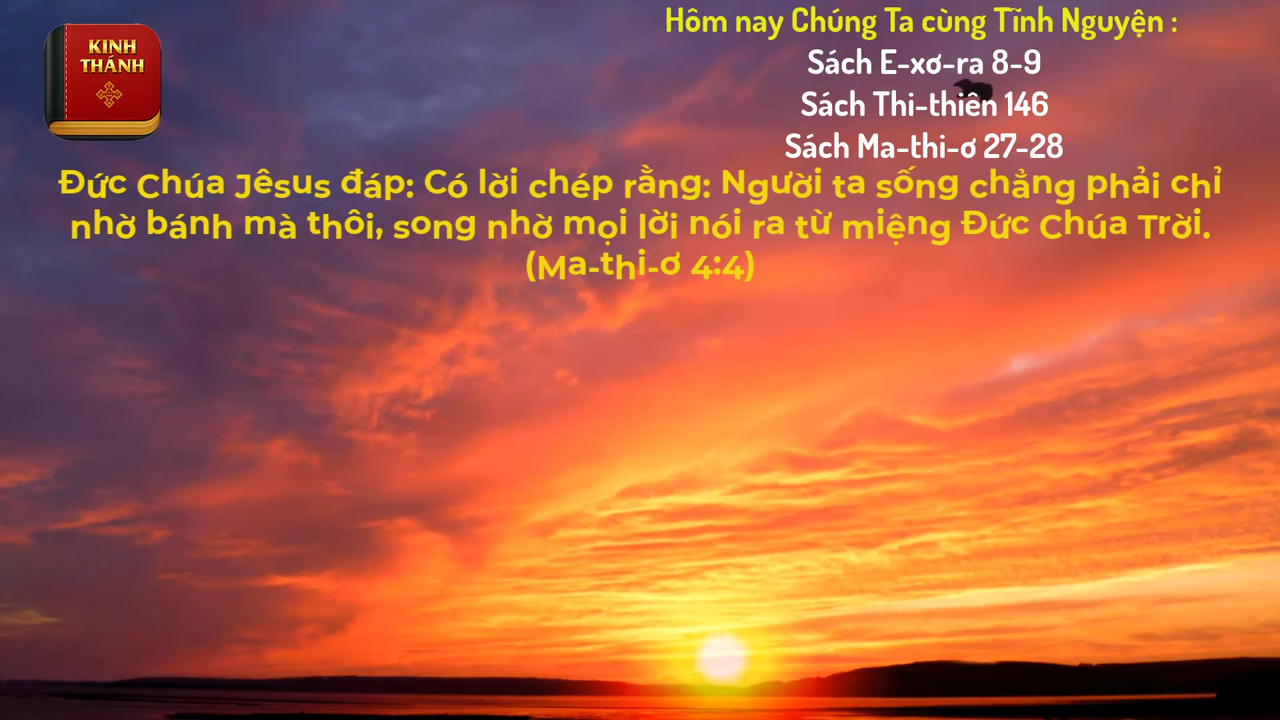 KINH
THÁNH
Hôm nay Chúng Ta cùng Tĩnh Nguyện :
Sách E-xơ-ra 8-9
Sách Thi-thiên 146
Sách Ma-thi-ơ 27-28
Đức Chúa Jêsus đáp: Có lời chép rằng: Người ta sống chẳng phải chỉ
nhờ bánh mà thôi, song nhờ mọi lời nói ra từ miệng Đức Chúa Trời.
(Ma-thi-ơ 4:4)